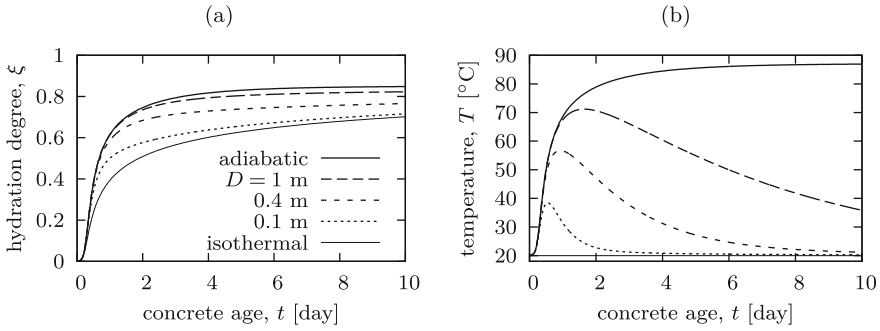 (a)
hydration degree, ξ
1
0.8
0.6
0.4
0.2
0
adiabatic
D = 1 m
0.4 m
0.1 m
isothermal
0 2 4 6 8 10
concrete age, t [day]
(b)
temperature, T [°C]
90
80
70
60
50
40
30
20
0 2 4 6 8 10
concrete age, t [day]